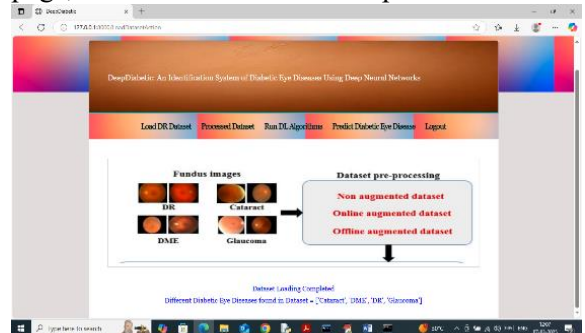 DeepDiabetic
DeepDiabetic: An Identification System of Diabetic Eye Diseases Using Deep Neural Networks
Load DR Dataset Processed Dataset Run DL Algorithms Predict Diabetic Eye Disease Logout
Fundus images
Dataset pre-processing
DR Cataract
DME Glaucoma
Non augmented dataset
Online augmented dataset
Offline augmented dataset
Dataset Loading Completed
Different Diabetic Eye Diseases found in Dataset = ['Cataract', 'DME', 'DR', 'Glaucoma']
Type here to search